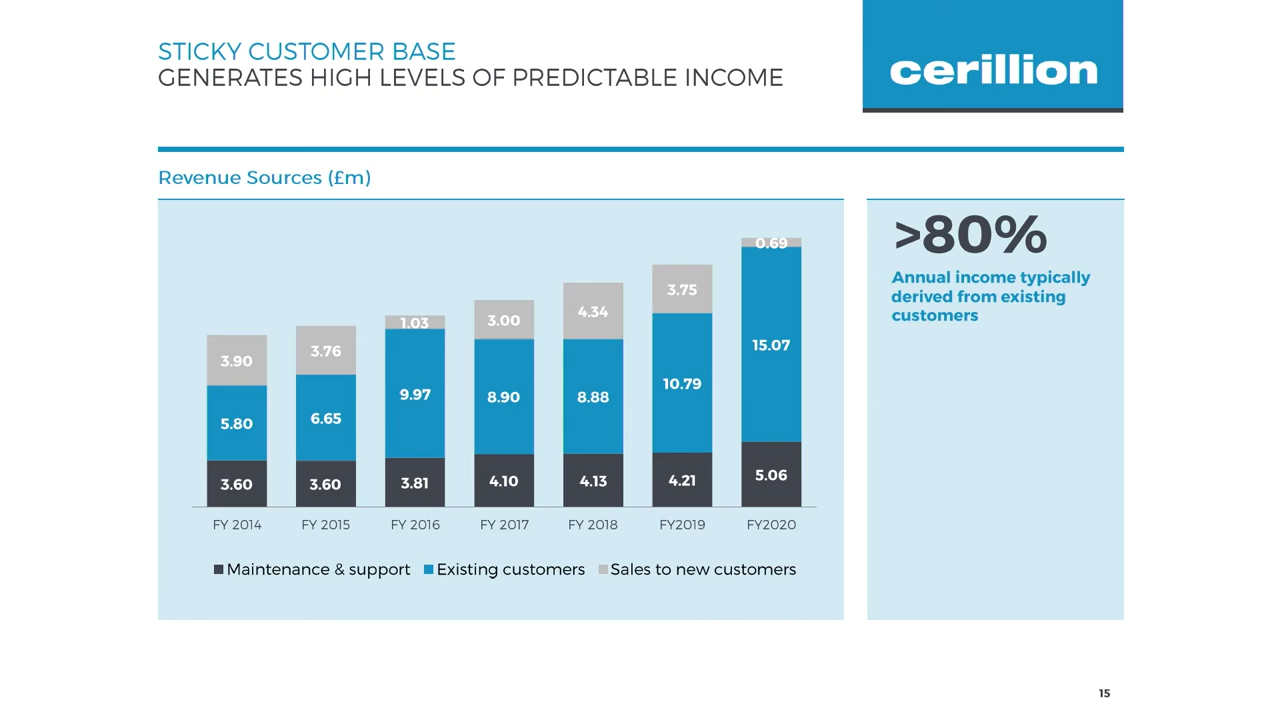 STICKY CUSTOMER BASE
GENERATES HIGH LEVELS OF PREDICTABLE INCOME
cerillion
Revenue Sources (£m)
3.90 3.76 1.03 3.00 4.34 3.75 0.69
5.80 6.65 9.97 8.90 8.88 10.79 15.07
3.60 3.60 3.81 4.10 4.13 4.21 5.06
FY 2014 FY 2015 FY 2016 FY 2017 FY 2018 FY2019 FY2020
Maintenance & support Existing customers Sales to new customers
>80%
Annual income typically
derived from existing
customers
15